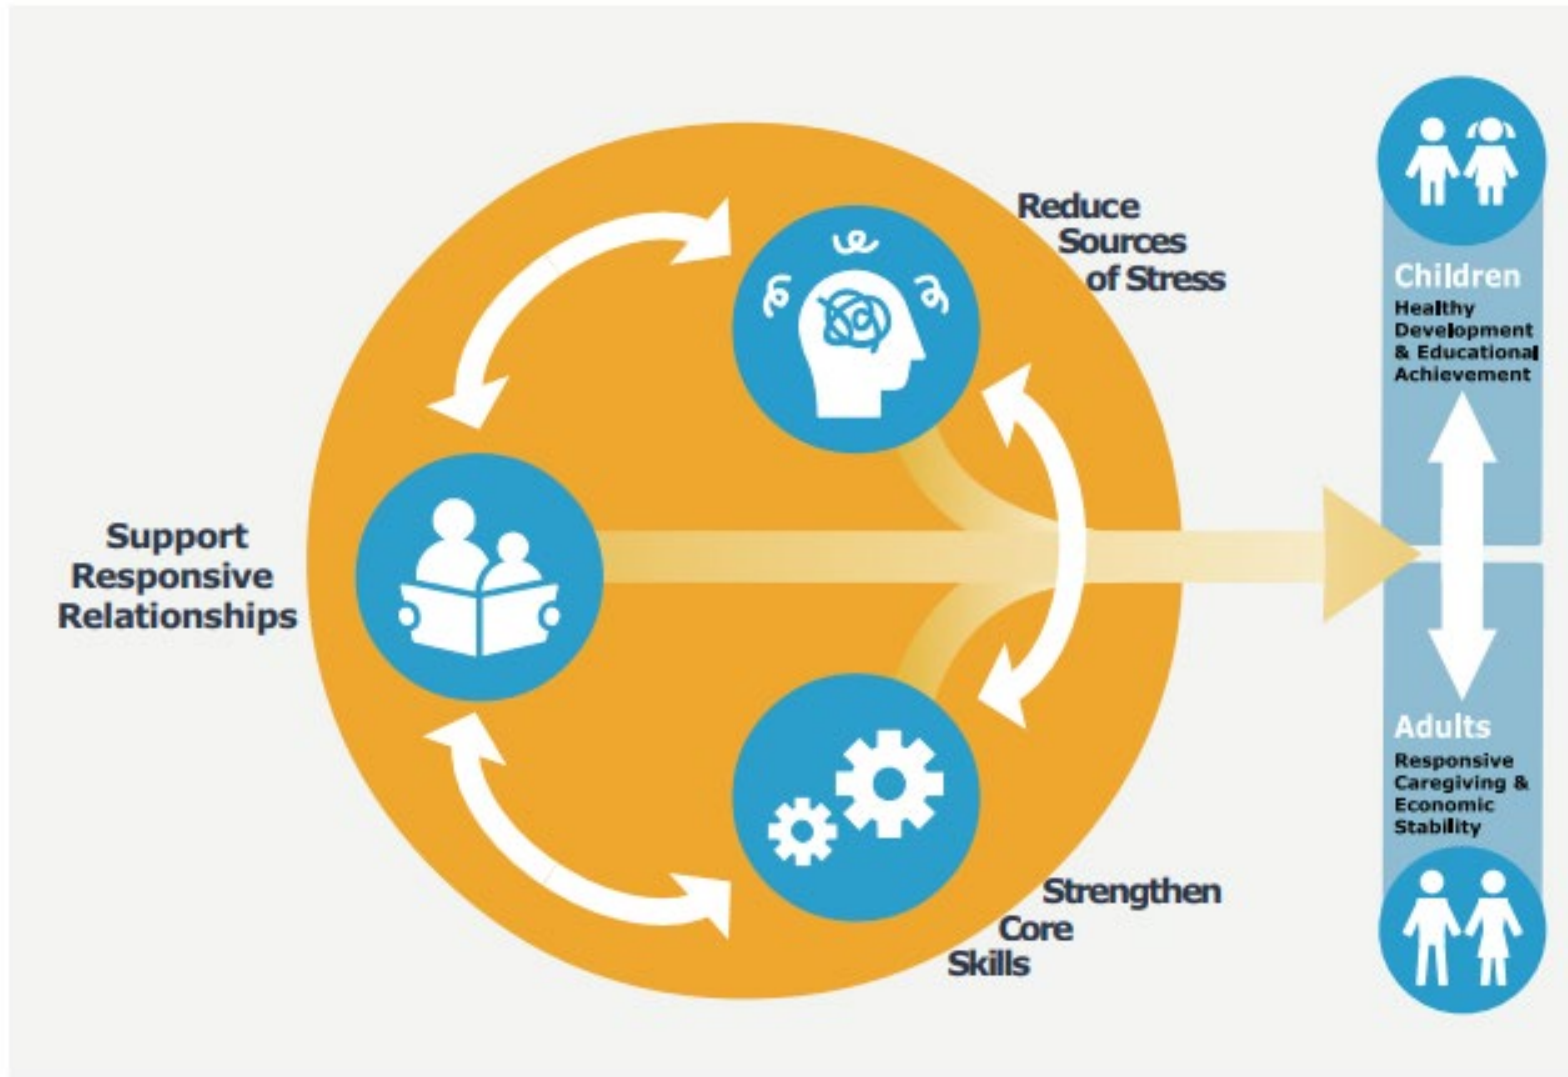 Reduce
Sources
of Stress
Support
Responsive
Relationships
Strengthen
Core
Skills
Children
Healthy
Development
& Educational
Achievement
Adults
Responsive
Caregiving &
Economic
Stability